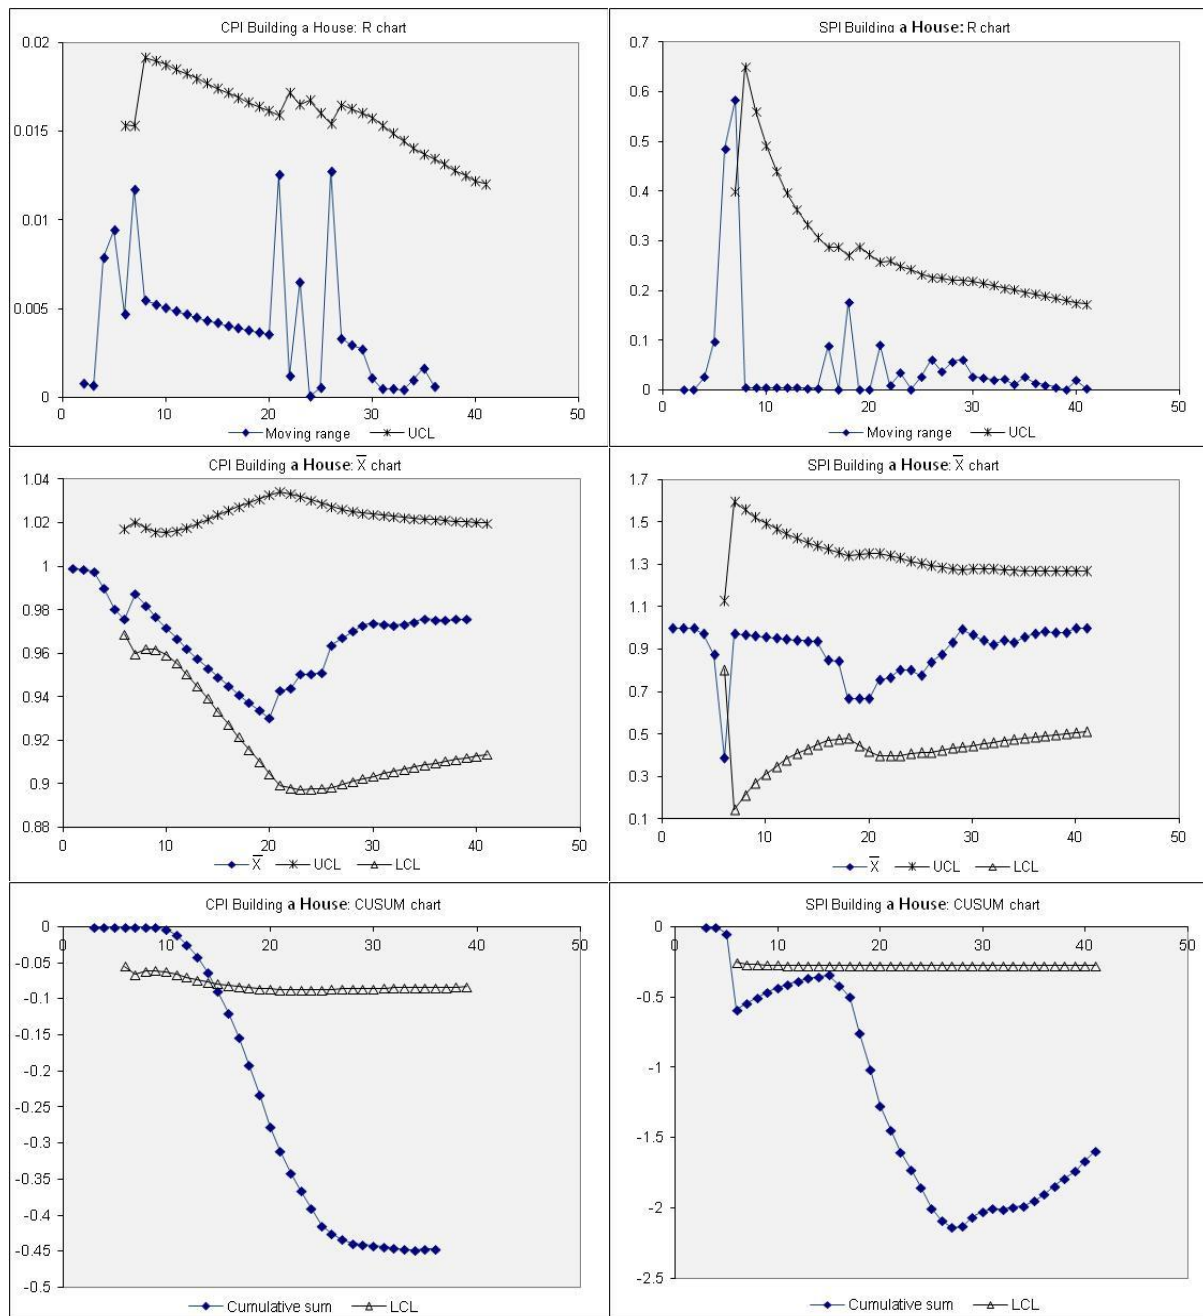 CPI Building a House: R chart
0.02
0.015
0.01
0.005
0
0 10 20 30 40 50
Moving range UCL
SPI Building a House: R chart
0.7
0.6
0.5
0.4
0.3
0.2
0.1
0
0 10 20 30 40 50
Moving range UCL
CPI Building a House: X̅ chart
1.04
1.02
1
0.98
0.96
0.94
0.92
0.9
0.88
0 10 20 30 40 50
X̅ UCL LCL
SPI Building a House: X̅ chart
1.7
1.5
1.3
1.1
0.9
0.7
0.5
0.3
0.1
0 10 20 30 40 50
X̅ UCL LCL
CPI Building a House: CUSUM chart
0
0 10 20 30 40 50
-0.05
-0.1
-0.15
-0.2
-0.25
-0.3
-0.35
-0.4
-0.45
-0.5
Cumulative sum LCL
SPI Building a House: CUSUM chart
0
0 10 20 30 40 50
-0.5
-1
-1.5
-2
-2.5
Cumulative sum LCL